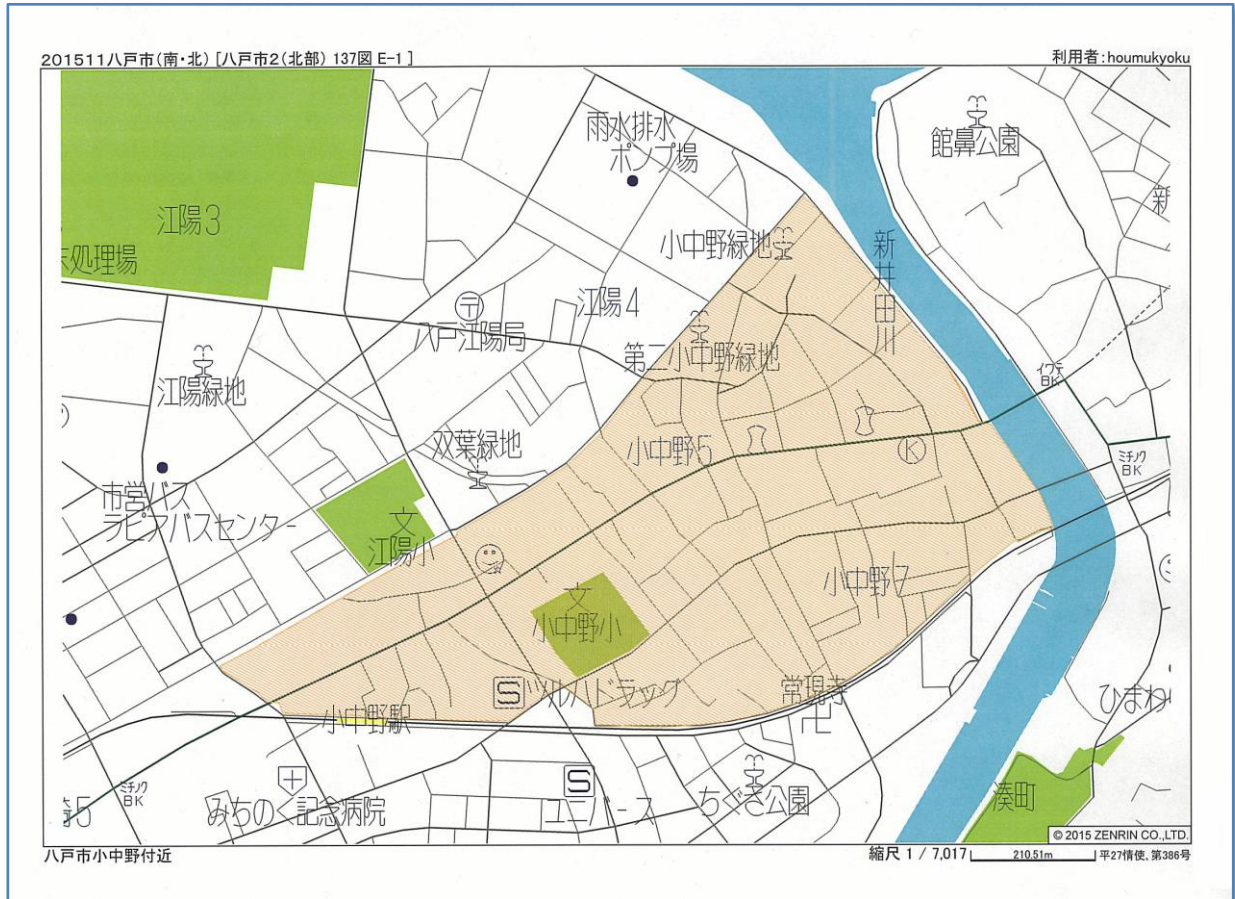 201511八戸市(南・北) [八戸市2(北部) 137図 E-1 ]
利用者:houmukyoku
雨水排水
ポンプ場
館鼻公園
江陽3
処理場
小中野緑地
新
新井田川
江陽4
〒
八戸江陽局
第二小中野緑地
江陽緑地
イワテ
BK
双葉緑地
小中野5
K
ミチノク
BK
市営バス
ラピアバスセンター
文
江陽小
小中野7
文
小中野小
S
ツルハドラッグ
常現寺
卍
小中野駅
ひまわ
ミチノク
BK
5
みちのく記念病院
S
ユニバース
ちぐさ公園
湊町
© 2015 ZENRIN CO.,LTD.
八戸市小中野付近
縮尺 1 / 7,017
210.51m
平27情使、第386号